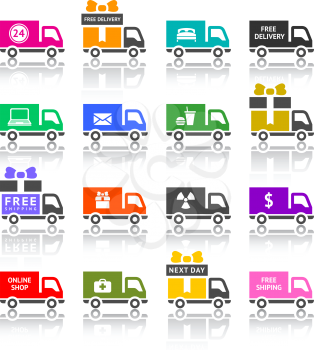 24
FREE DELIVERY
FREE
DELIVERY
FREE
SHIPPING
$
ONLINE
SHOP
NEXT DAY
FREE
SHIPING